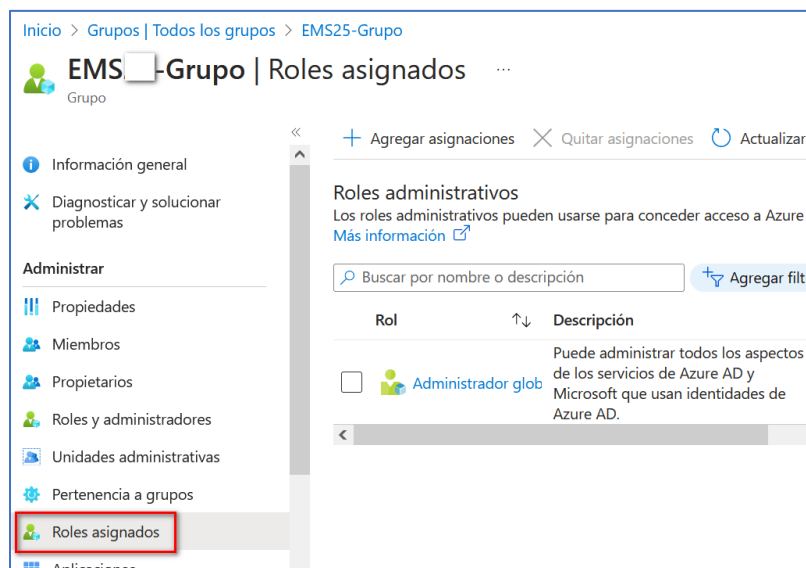 Inicio > Grupos | Todos los grupos > EMS25-Grupo
EMS -Grupo | Roles asignados ...
Grupo
«
Información general
Diagnosticar y solucionar
problemas
Administrar
Propiedades
Miembros
Propietarios
Roles y administradores
Unidades administrativas
Pertenencia a grupos
Roles asignados
Aplicaciones
Agregar asignaciones Quitar asignaciones Actualizar
Roles administrativos
Los roles administrativos pueden usarse para conceder acceso a Azure
Más información
Buscar por nombre o descripción Agregar filt
Rol Descripción
Administrador glob
Puede administrar todos los aspectos
de los servicios de Azure AD y
Microsoft que usan identidades de
Azure AD.